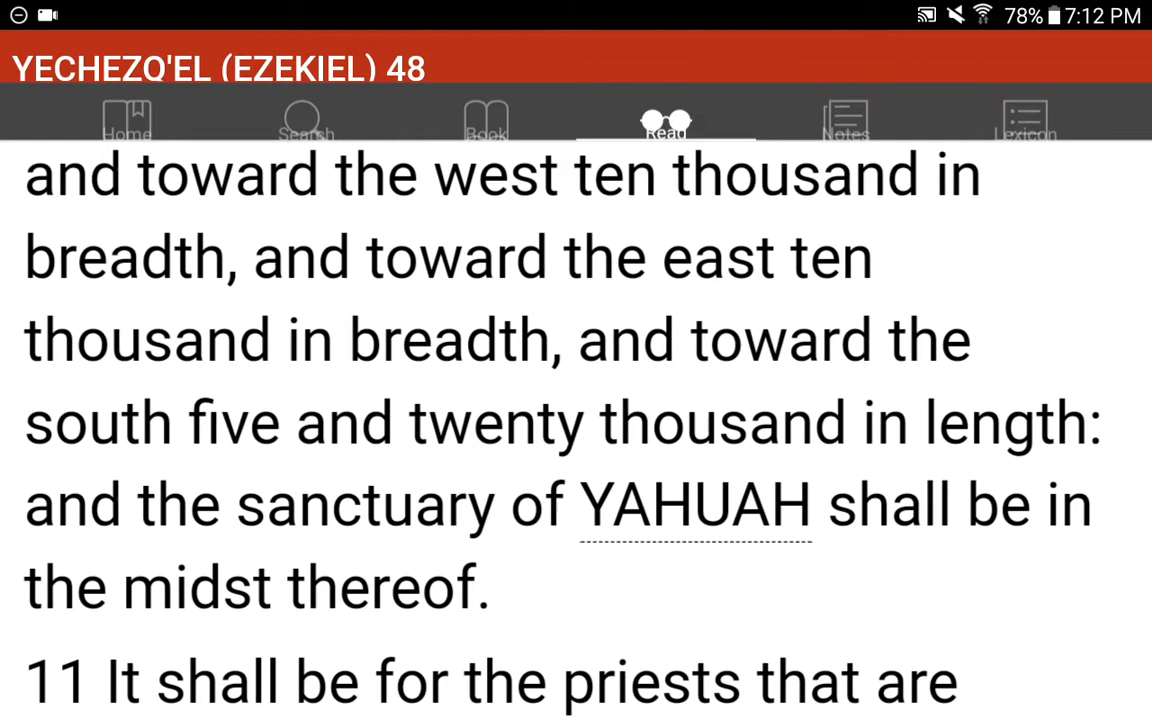 78% 7:12 PM
YECHEZQ'EL (EZEKIEL) 48
Home Search Book Read Notes Lexicon
and toward the west ten thousand in
breadth, and toward the east ten
thousand in breadth, and toward the
south five and twenty thousand in length:
and the sanctuary of YAHUAH shall be in
the midst thereof.
11 It shall be for the priests that are